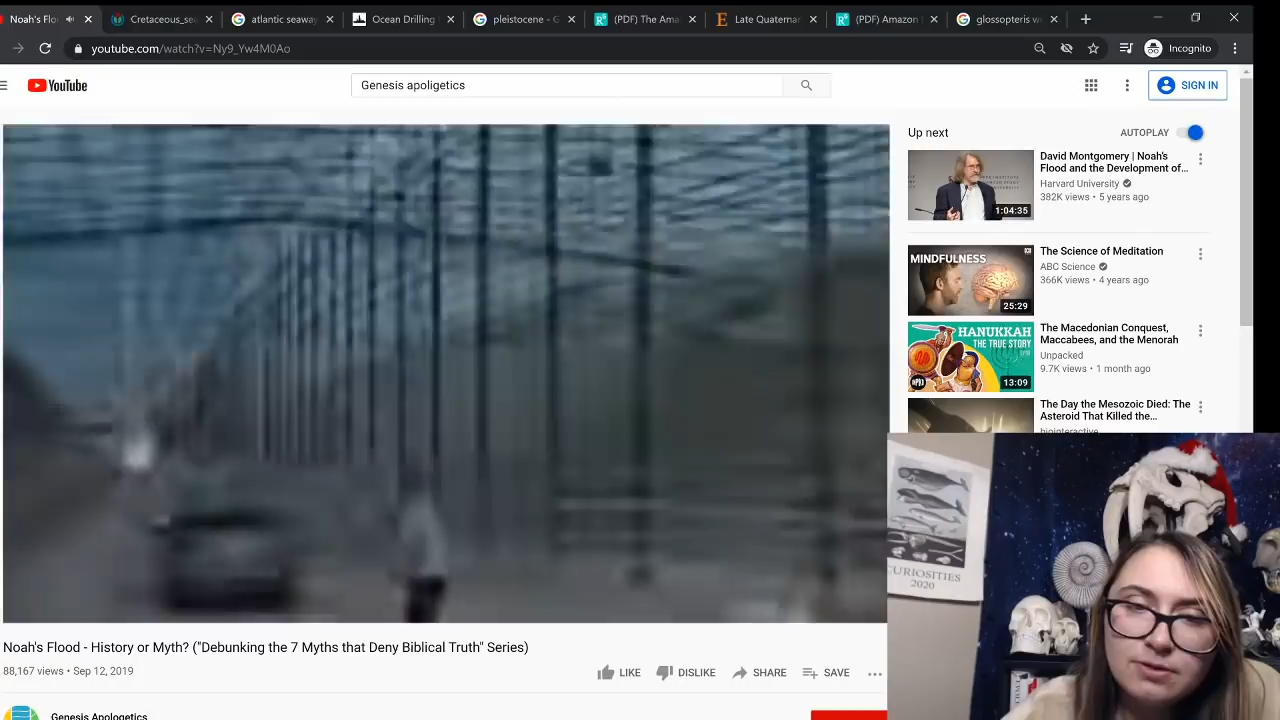 Noah's Flo
Cretaceous_se
atlantic seaway
Ocean Drilling
pleistocene - G
(PDF) The Ama
Late Quaternar
(PDF) Amazon
glossopteris w
youtube.com/watch?v=Ny9_Yw4M0Ao
Incognito
YouTube
Genesis apoligetics
SIGN IN
Up next
AUTOPLAY
David Montgomery | Noah's
Flood and the Development of...
Harvard University
382K views • 5 years ago
1:04:35
The Science of Meditation
ABC Science
366K views • 4 years ago
MINDFULNESS
25:29
The Macedonian Conquest,
Maccabees, and the Menorah
Unpacked
9.7K views • 1 month ago
HANUKKAH
THE TRUE STORY
13:09
The Day the Mesozoic Died: The
Asteroid That Killed the...
biointeractive
CURIOSITIES
2020
Noah's Flood - History or Myth? ("Debunking the 7 Myths that Deny Biblical Truth" Series)
88,167 views • Sep 12, 2019
LIKE
DISLIKE
SHARE
SAVE
Genesis Apologetics